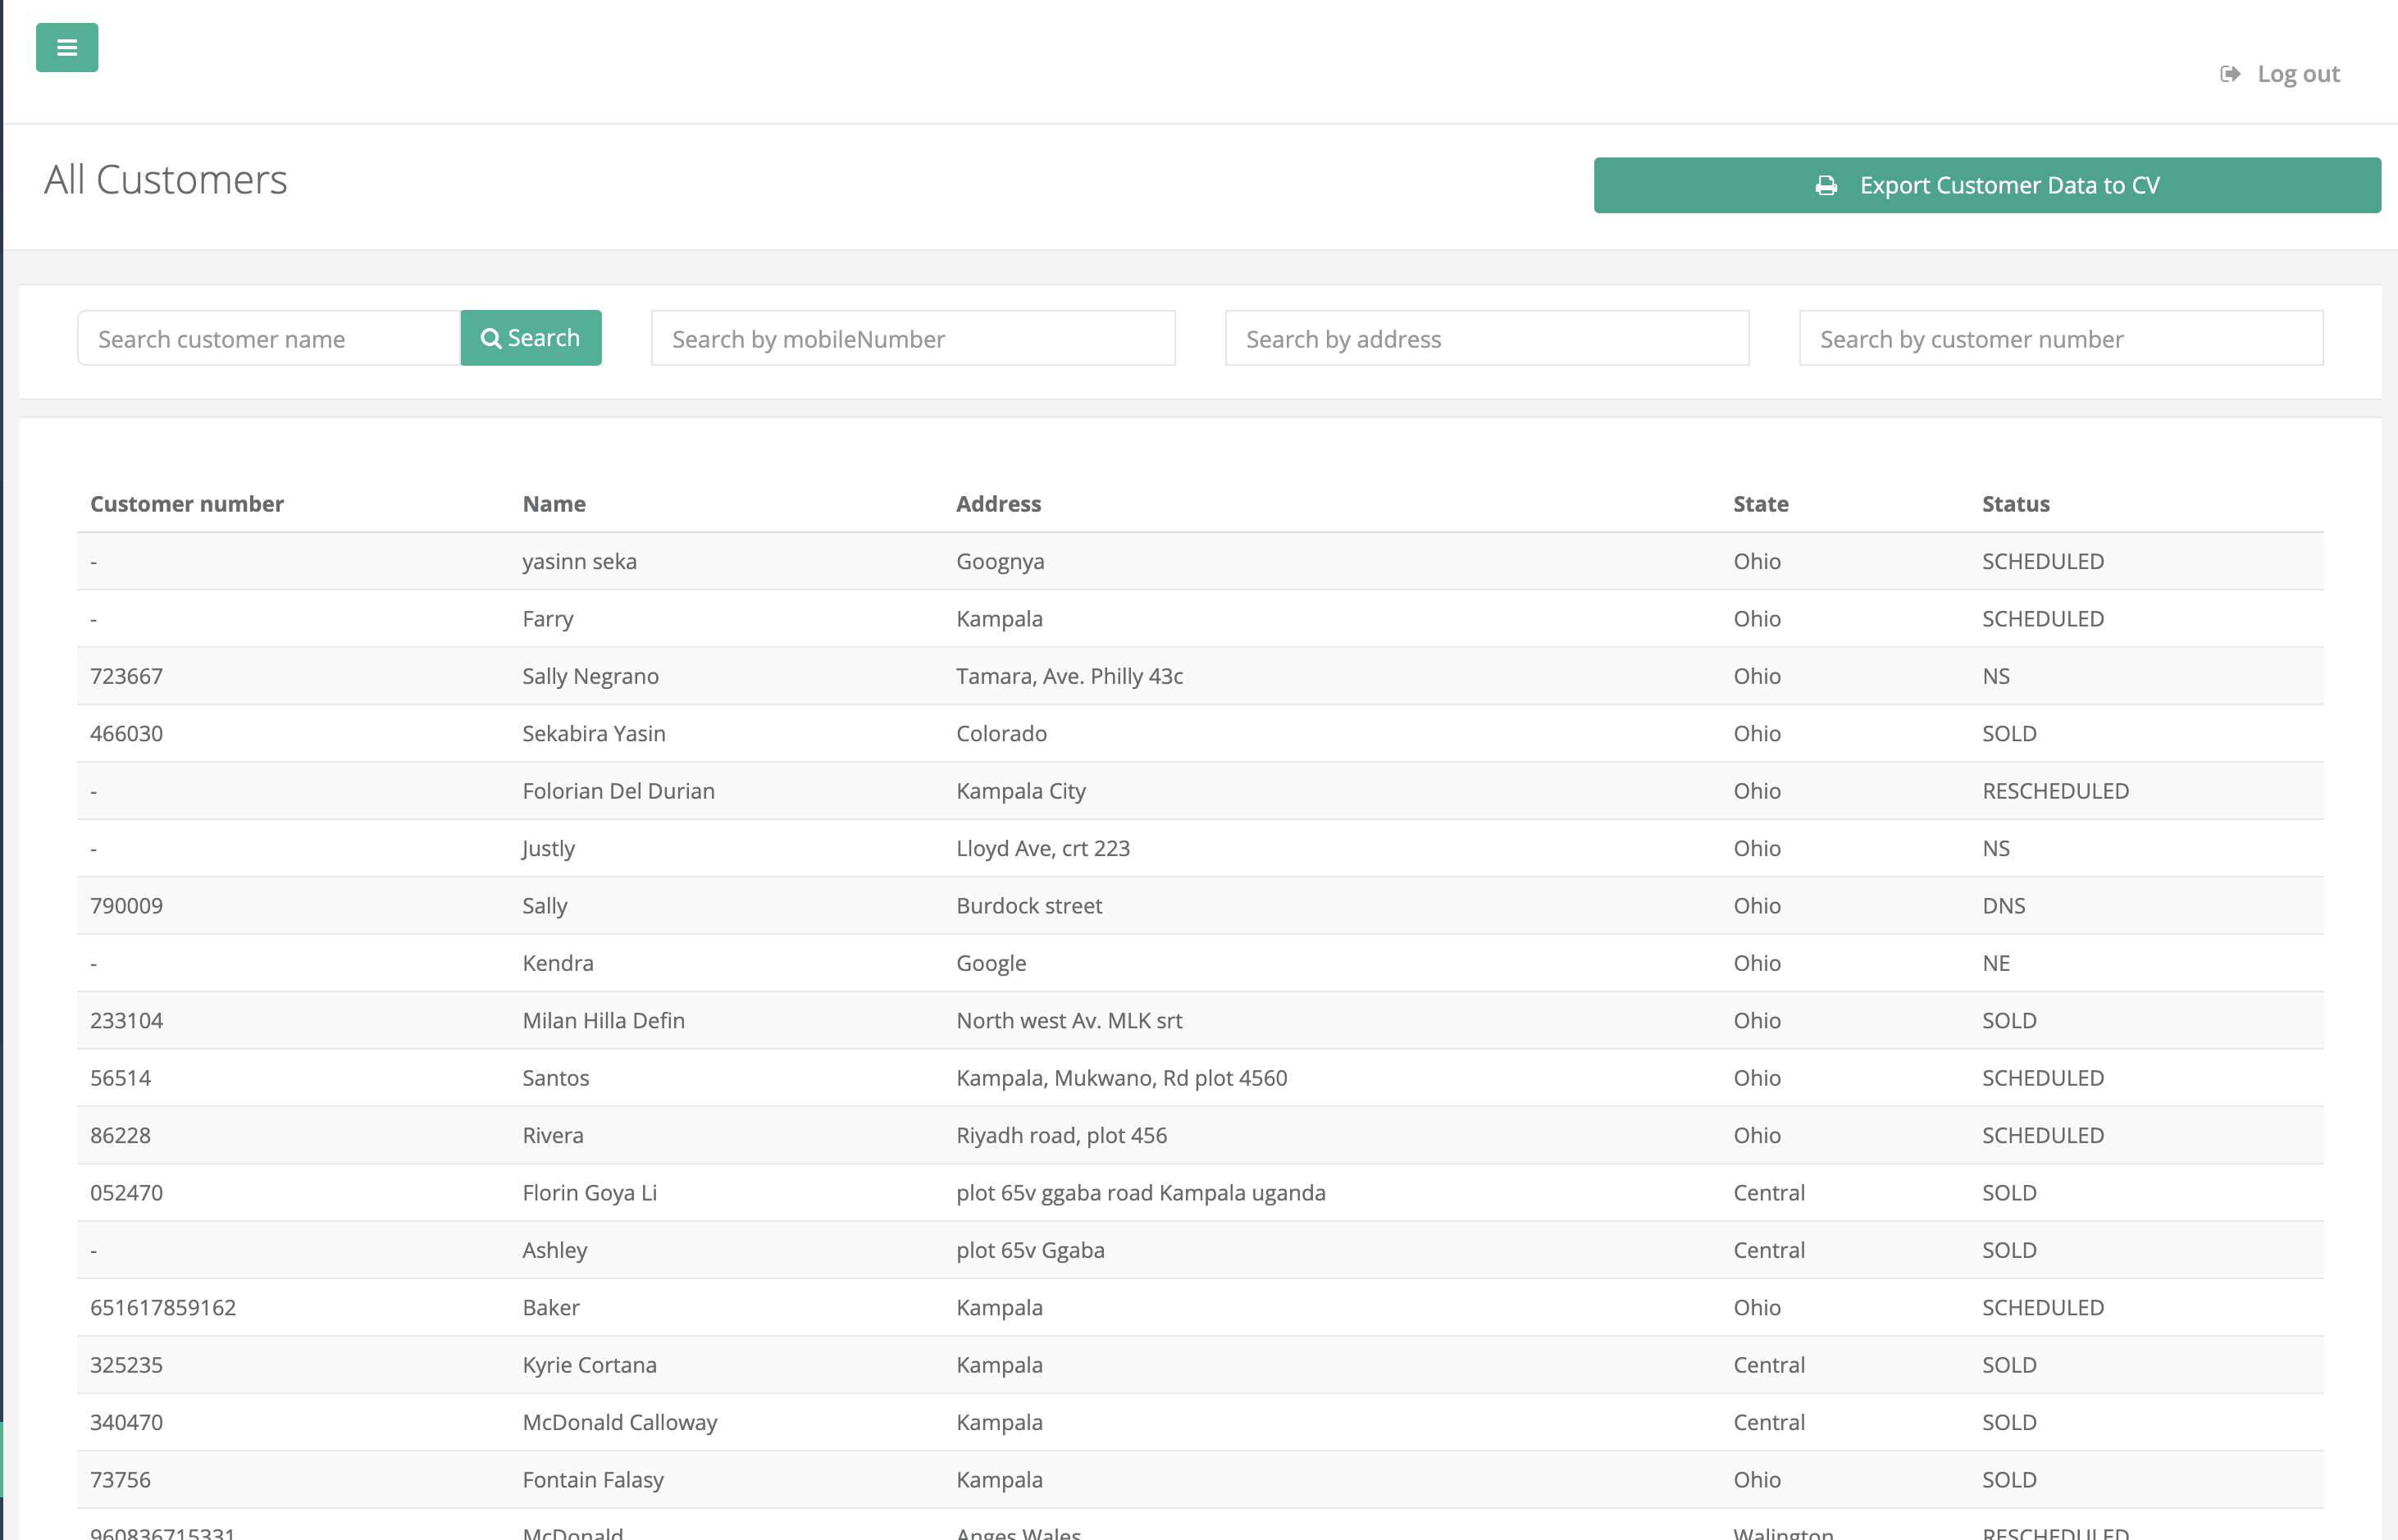 Log out
All Customers
Export Customer Data to CV
Search customer name Search Search by mobileNumber Search by address Search by customer number
Customer number Name Address State Status
- yasinn seka Goognya Ohio SCHEDULED
- Farry Kampala Ohio SCHEDULED
723667 Sally Negrano Tamara, Ave. Philly 43c Ohio NS
466030 Sekabira Yasin Colorado Ohio SOLD
- Folorian Del Durian Kampala City Ohio RESCHEDULED
- Justly Lloyd Ave, crt 223 Ohio NS
790009 Sally Burdock street Ohio DNS
- Kendra Google Ohio NE
233104 Milan Hilla Defin North west Av. MLK srt Ohio SOLD
56514 Santos Kampala, Mukwano, Rd plot 4560 Ohio SCHEDULED
86228 Rivera Riyadh road, plot 456 Ohio SCHEDULED
052470 Florin Goya Li plot 65v ggaba road Kampala uganda Central SOLD
- Ashley plot 65v Ggaba Central SOLD
651617859162 Baker Kampala Ohio SCHEDULED
325235 Kyrie Cortana Kampala Central SOLD
340470 McDonald Calloway Kampala Central SOLD
73756 Fontain Falasy Kampala Ohio SOLD
960836715331 McDonald Anges Wales Walington RESCHEDULED